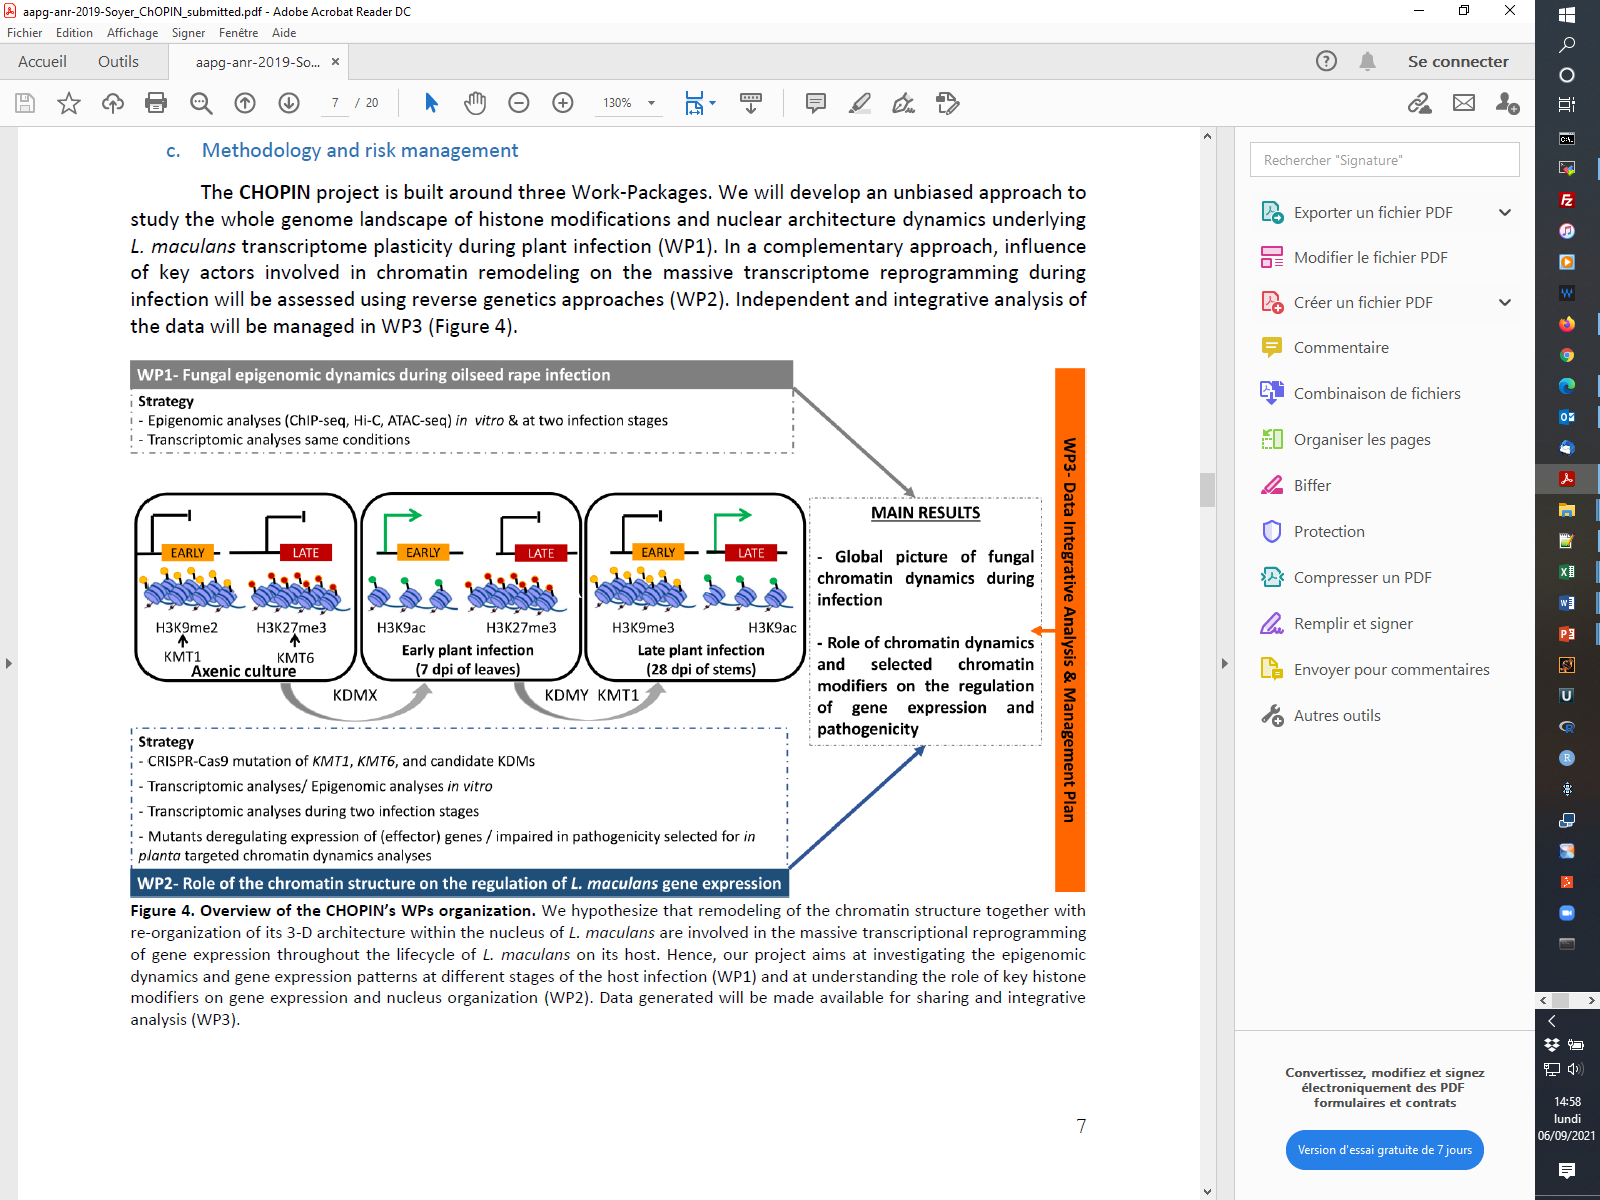 aapg-anr-2019-Soyer_ChOPIN_submitted.pdf - Adobe Acrobat Reader DC
Fichier Edition Affichage Signer Fenêtre Aide
Accueil Outils aapg-anr-2019-So... × Se connecter
7 / 20 130%
c. Methodology and risk management
The CHOPIN project is built around three Work-Packages. We will develop an unbiased approach to
study the whole genome landscape of histone modifications and nuclear architecture dynamics underlying
L. maculans transcriptome plasticity during plant infection (WP1). In a complementary approach, influence
of key actors involved in chromatin remodeling on the massive transcriptome reprogramming during
infection will be assessed using reverse genetics approaches (WP2). Independent and integrative analysis of
the data will be managed in WP3 (Figure 4).
WP1- Fungal epigenomic dynamics during oilseed rape infection
Strategy
- Epigenomic analyses (ChIP-seq, Hi-C, ATAC-seq) in vitro & at two infection stages
- Transcriptomic analyses same conditions
EARLY LATE EARLY LATE EARLY LATE
H3K9me2 H3K27me3 H3K9ac H3K27me3 H3K9me3 H3K9ac
KMT1 KMT6
Axenic culture
Early plant infection
(7 dpi of leaves)
Late plant infection
(28 dpi of stems)
KDMX KDMY KMT1
MAIN RESULTS
- Global picture of fungal
chromatin dynamics during
infection
- Role of chromatin dynamics
and selected chromatin
modifiers on the regulation
of gene expression and
pathogenicity
WP3- Data Integrative Analysis & Management Plan
Strategy
- CRISPR-Cas9 mutation of KMT1, KMT6, and candidate KDMs
- Transcriptomic analyses/ Epigenomic analyses in vitro
- Transcriptomic analyses during two infection stages
- Mutants deregulating expression of (effector) genes / impaired in pathogenicity selected for in
planta targeted chromatin dynamics analyses
WP2- Role of the chromatin structure on the regulation of L. maculans gene expression
Figure 4. Overview of the CHOPIN's WPs organization. We hypothesize that remodeling of the chromatin structure together with
re-organization of its 3-D architecture within the nucleus of L. maculans are involved in the massive transcriptional reprogramming
of gene expression throughout the lifecycle of L. maculans on its host. Hence, our project aims at investigating the epigenomic
dynamics and gene expression patterns at different stages of the host infection (WP1) and at understanding the role of key histone
modifiers on gene expression and nucleus organization (WP2). Data generated will be made available for sharing and integrative
analysis (WP3).
7
Rechercher "Signature"
Exporter un fichier PDF
Modifier le fichier PDF
Créer un fichier PDF
Commentaire
Combinaison de fichiers
Organiser les pages
Biffer
Protection
Compresser un PDF
Remplir et signer
Envoyer pour commentaires
Autres outils
Convertissez, modifiez et signez
électroniquement des PDF
formulaires et contrats
Version d'essai gratuite de 7 jours
14:58
lundi
06/09/2021